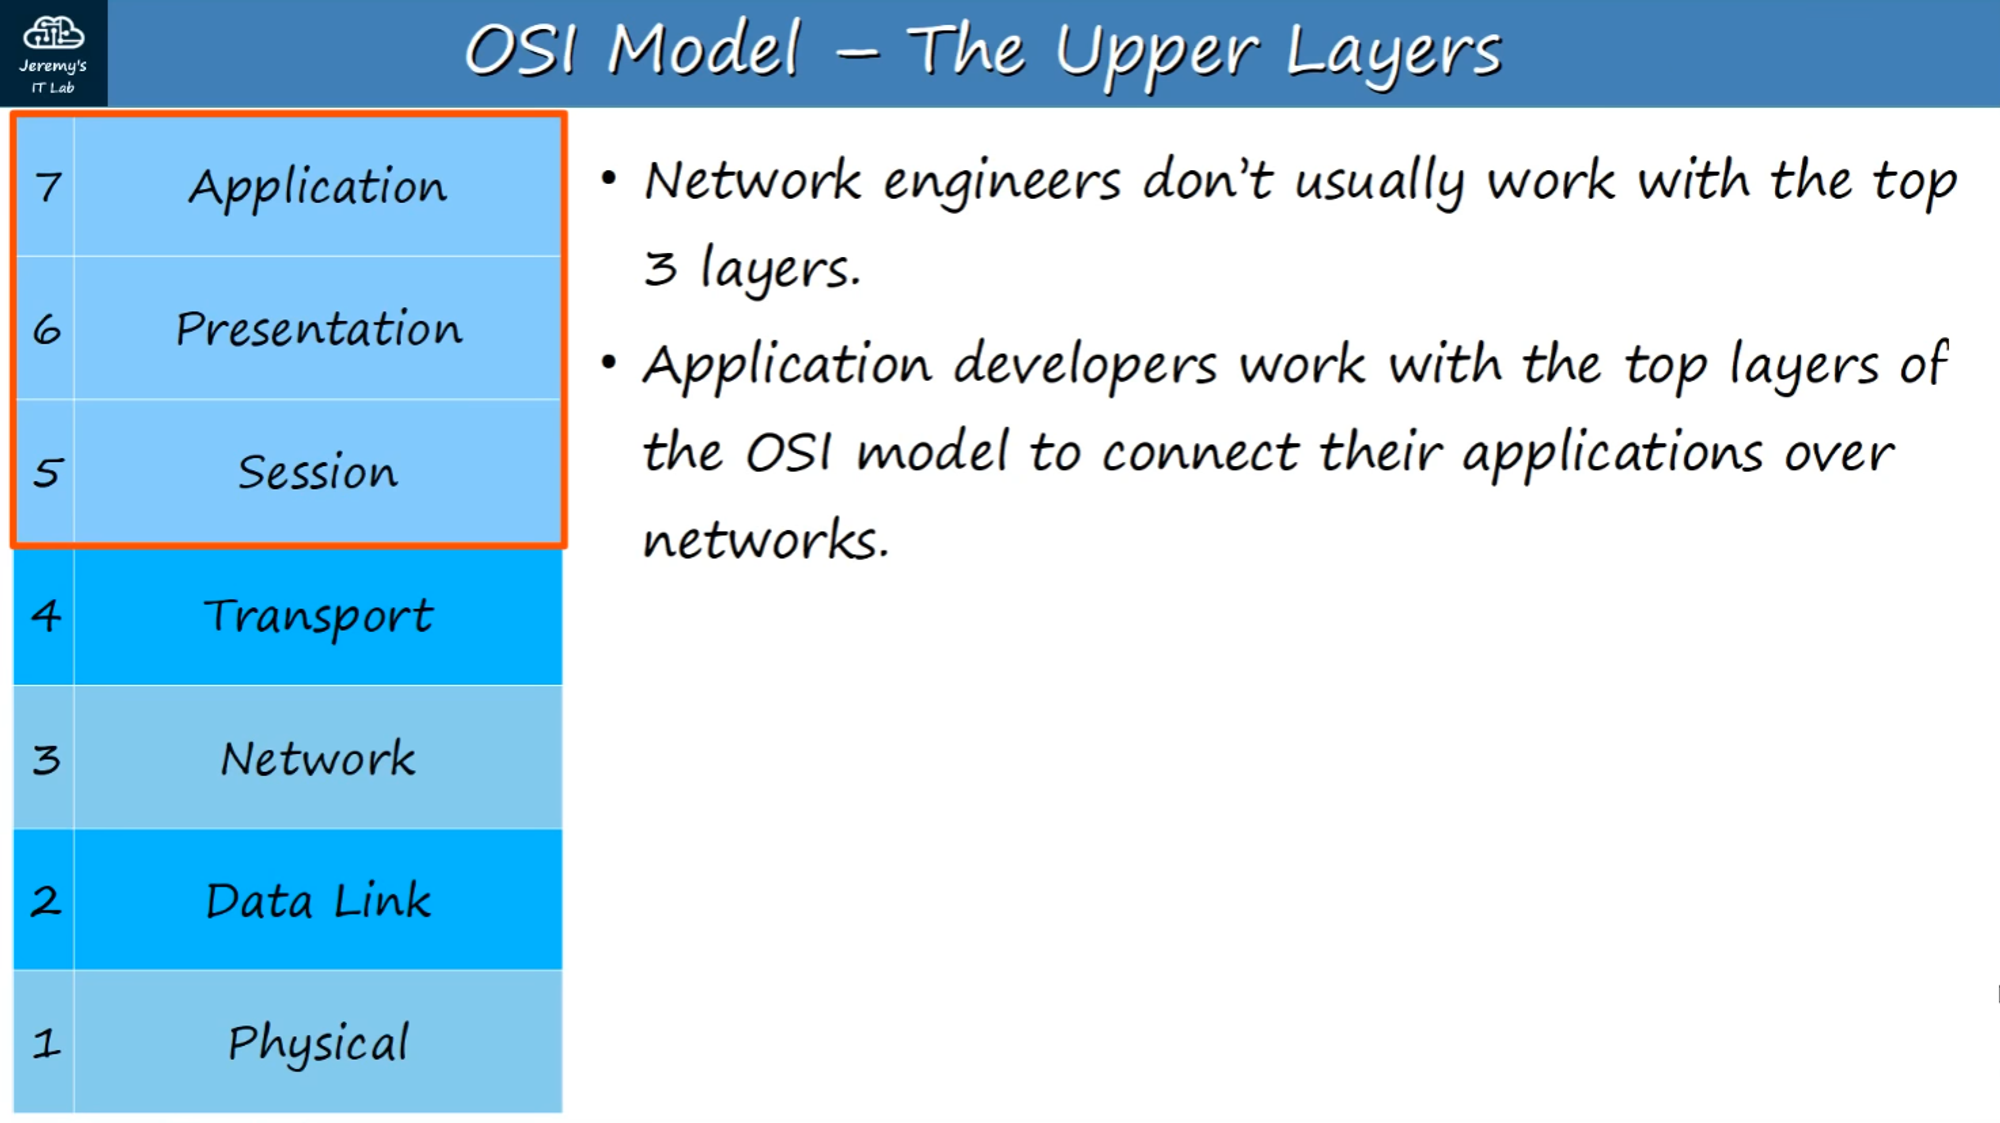 Jeremy's
IT Lab
OSI Model – The Upper Layers
7 Application
6 Presentation
5 Session
4 Transport
3 Network
2 Data Link
1 Physical
• Network engineers don't usually work with the top
3 layers.
• Application developers work with the top layers of
the OSI model to connect their applications over
networks.